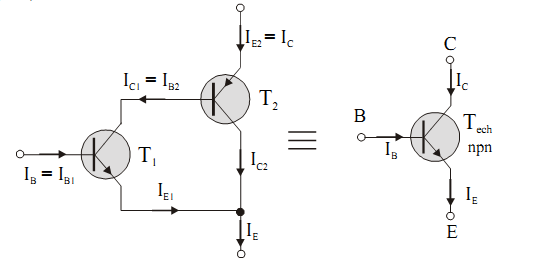 I_E2 = I_C
I_C1 = I_B2
T_2
T_1
I_B = I_B1
I_C2
I_E1
I_E
C
I_C
B
T_ech
npn
I_B
I_E
E